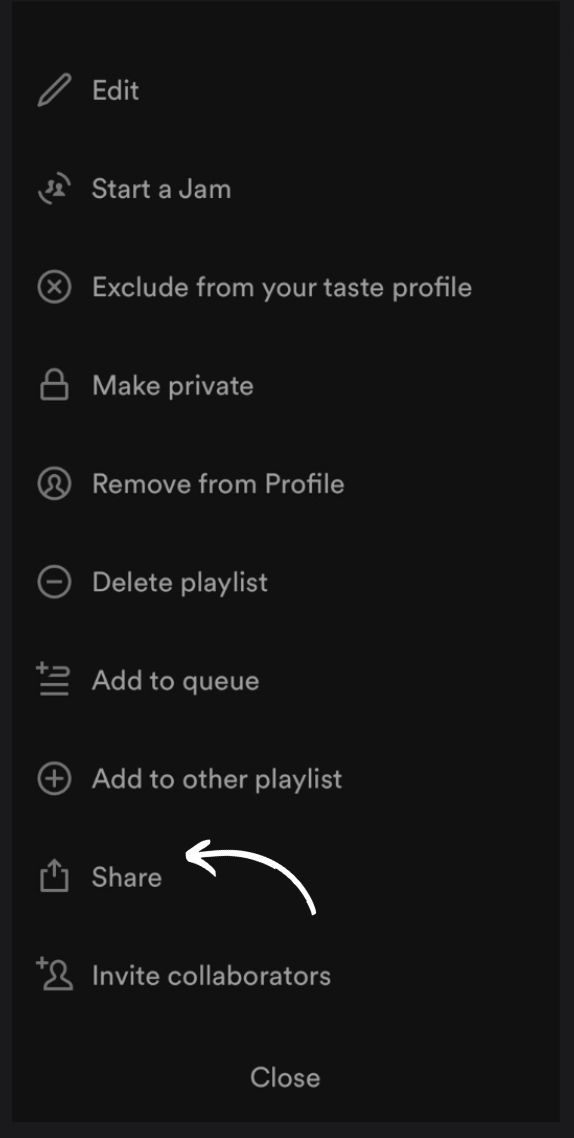 Edit
Start a Jam
Exclude from your taste profile
Make private
Remove from Profile
Delete playlist
Add to queue
Add to other playlist
Share
Invite collaborators
Close